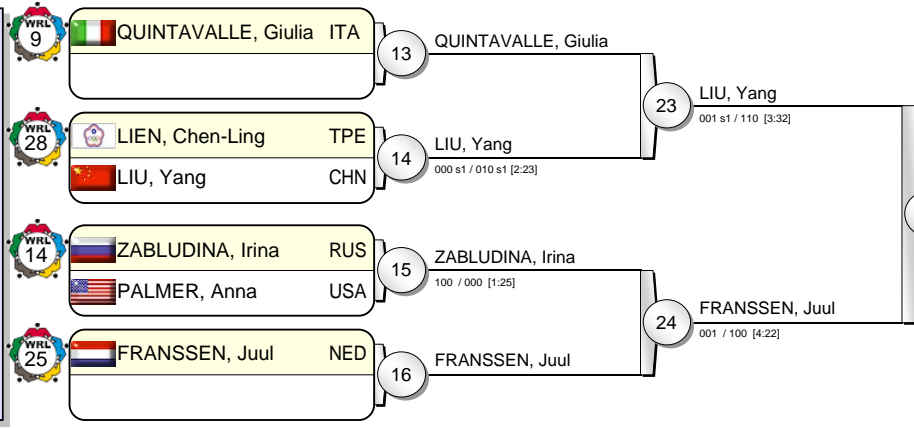 WRL
9
QUINTAVALLE, Giulia ITA
13
QUINTAVALLE, Giulia
23
LIU, Yang
001 s1 / 110 [3:32]
WRL
28
LIEN, Chen-Ling TPE
LIU, Yang CHN
14
LIU, Yang
000 s1 / 010 s1 [2:23]
WRL
14
ZABLUDINA, Irina RUS
PALMER, Anna USA
15
ZABLUDINA, Irina
100 / 000 [1:25]
24
FRANSSEN, Juul
001 / 100 [4:22]
WRL
25
FRANSSEN, Juul NED
16
FRANSSEN, Juul